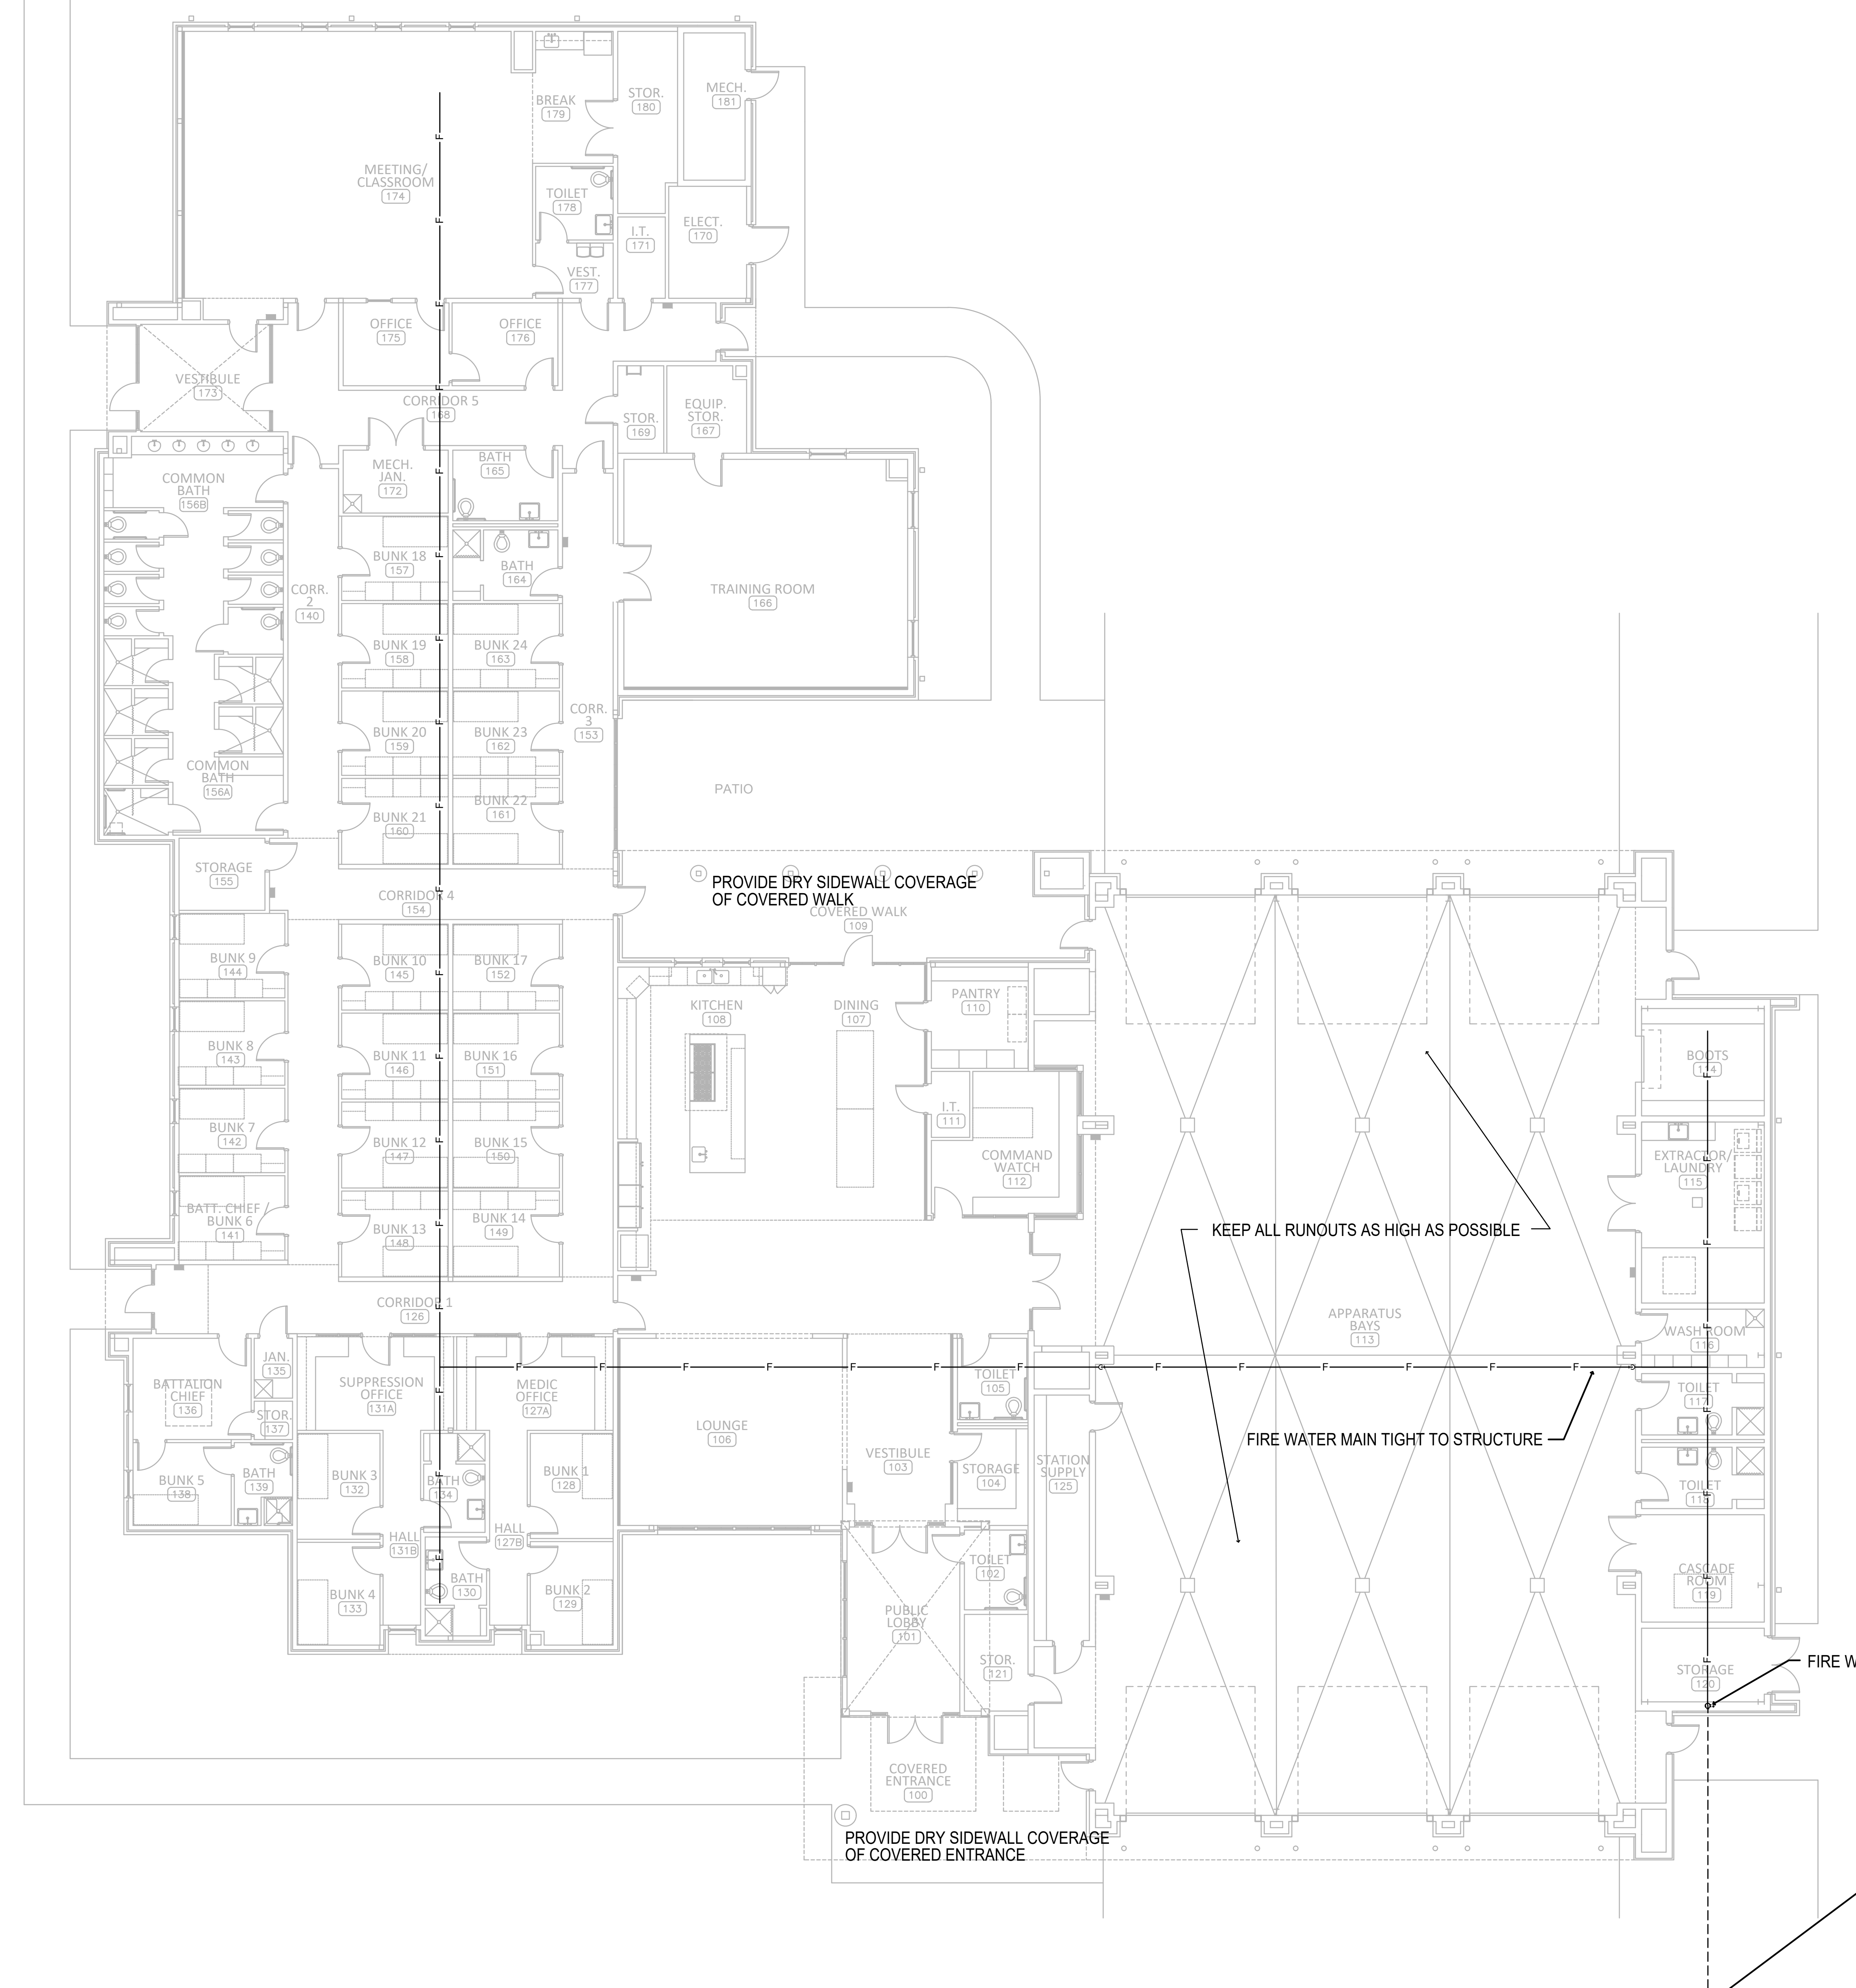 BREAK
179
STOR.
180
MECH.
181
MEETING/
CLASSROOM
174
TOILET
178
I.T.
171
ELECT.
170
VEST.
177
OFFICE
175
OFFICE
176
VESTIBULE
173
CORRIDOR 5
168
STOR.
169
EQUIP.
STOR.
167
COMMON
BATH
156B
MECH.
JAN.
172
BATH
165
BUNK 18
157
BATH
164
CORR.
2
140
TRAINING ROOM
166
BUNK 19
158
BUNK 24
163
CORR.
3
153
BUNK 20
159
BUNK 23
162
COMMON
BATH
156A
PATIO
BUNK 21
160
BUNK 22
161
STORAGE
155
CORRIDOR 4
154
PROVIDE DRY SIDEWALL COVERAGE
OF COVERED WALK
COVERED WALK
109
BUNK 9
144
BUNK 10
145
BUNK 17
152
KITCHEN
108
DINING
107
PANTRY
110
BUNK 8
143
BUNK 11
146
BUNK 16
151
BOOTS
114
I.T.
111
BUNK 7
142
BUNK 12
147
BUNK 15
150
COMMAND
WATCH
112
EXTRACTOR/
LAUNDRY
115
BATT. CHIEF /
BUNK 6
141
BUNK 13
148
BUNK 14
149
KEEP ALL RUNOUTS AS HIGH AS POSSIBLE
CORRIDOR 1
126
APPARATUS
BAYS
113
WASH ROOM
116
JAN.
135
BATTALION
CHIEF
136
SUPPRESSION
OFFICE
131A
MEDIC
OFFICE
127A
TOILET
105
TOILET
117
STOR.
137
LOUNGE
106
FIRE WATER MAIN TIGHT TO STRUCTURE
VESTIBULE
103
STORAGE
104
STATION
SUPPLY
125
BUNK 5
138
BATH
139
BUNK 3
132
BATH
134
BUNK 1
128
TOILET
118
HALL
131B
HALL
127B
TOILET
102
CASCADE
ROOM
119
BUNK 4
133
BATH
130
BUNK 2
129
PUBLIC
LOBBY
101
STOR.
121
STORAGE
120
FIRE W
COVERED
ENTRANCE
100
PROVIDE DRY SIDEWALL COVERAGE
OF COVERED ENTRANCE
F F F F F F F F F F F F F